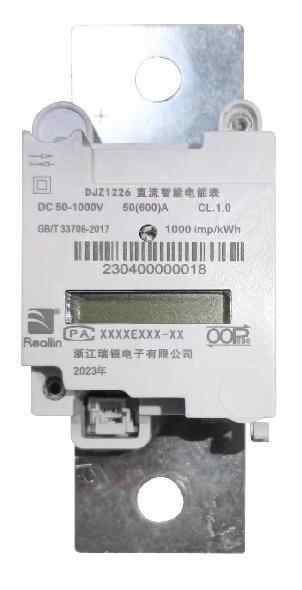 DJZ1226 直流智能电能表
DC 50-1000V 50(600)A CL.1.0
GB/T 33708-2017 1000 imp/kWh
230400000018
Reallin PA XXXXEXXX-XX OOP
浙江瑞银电子有限公司
2023年